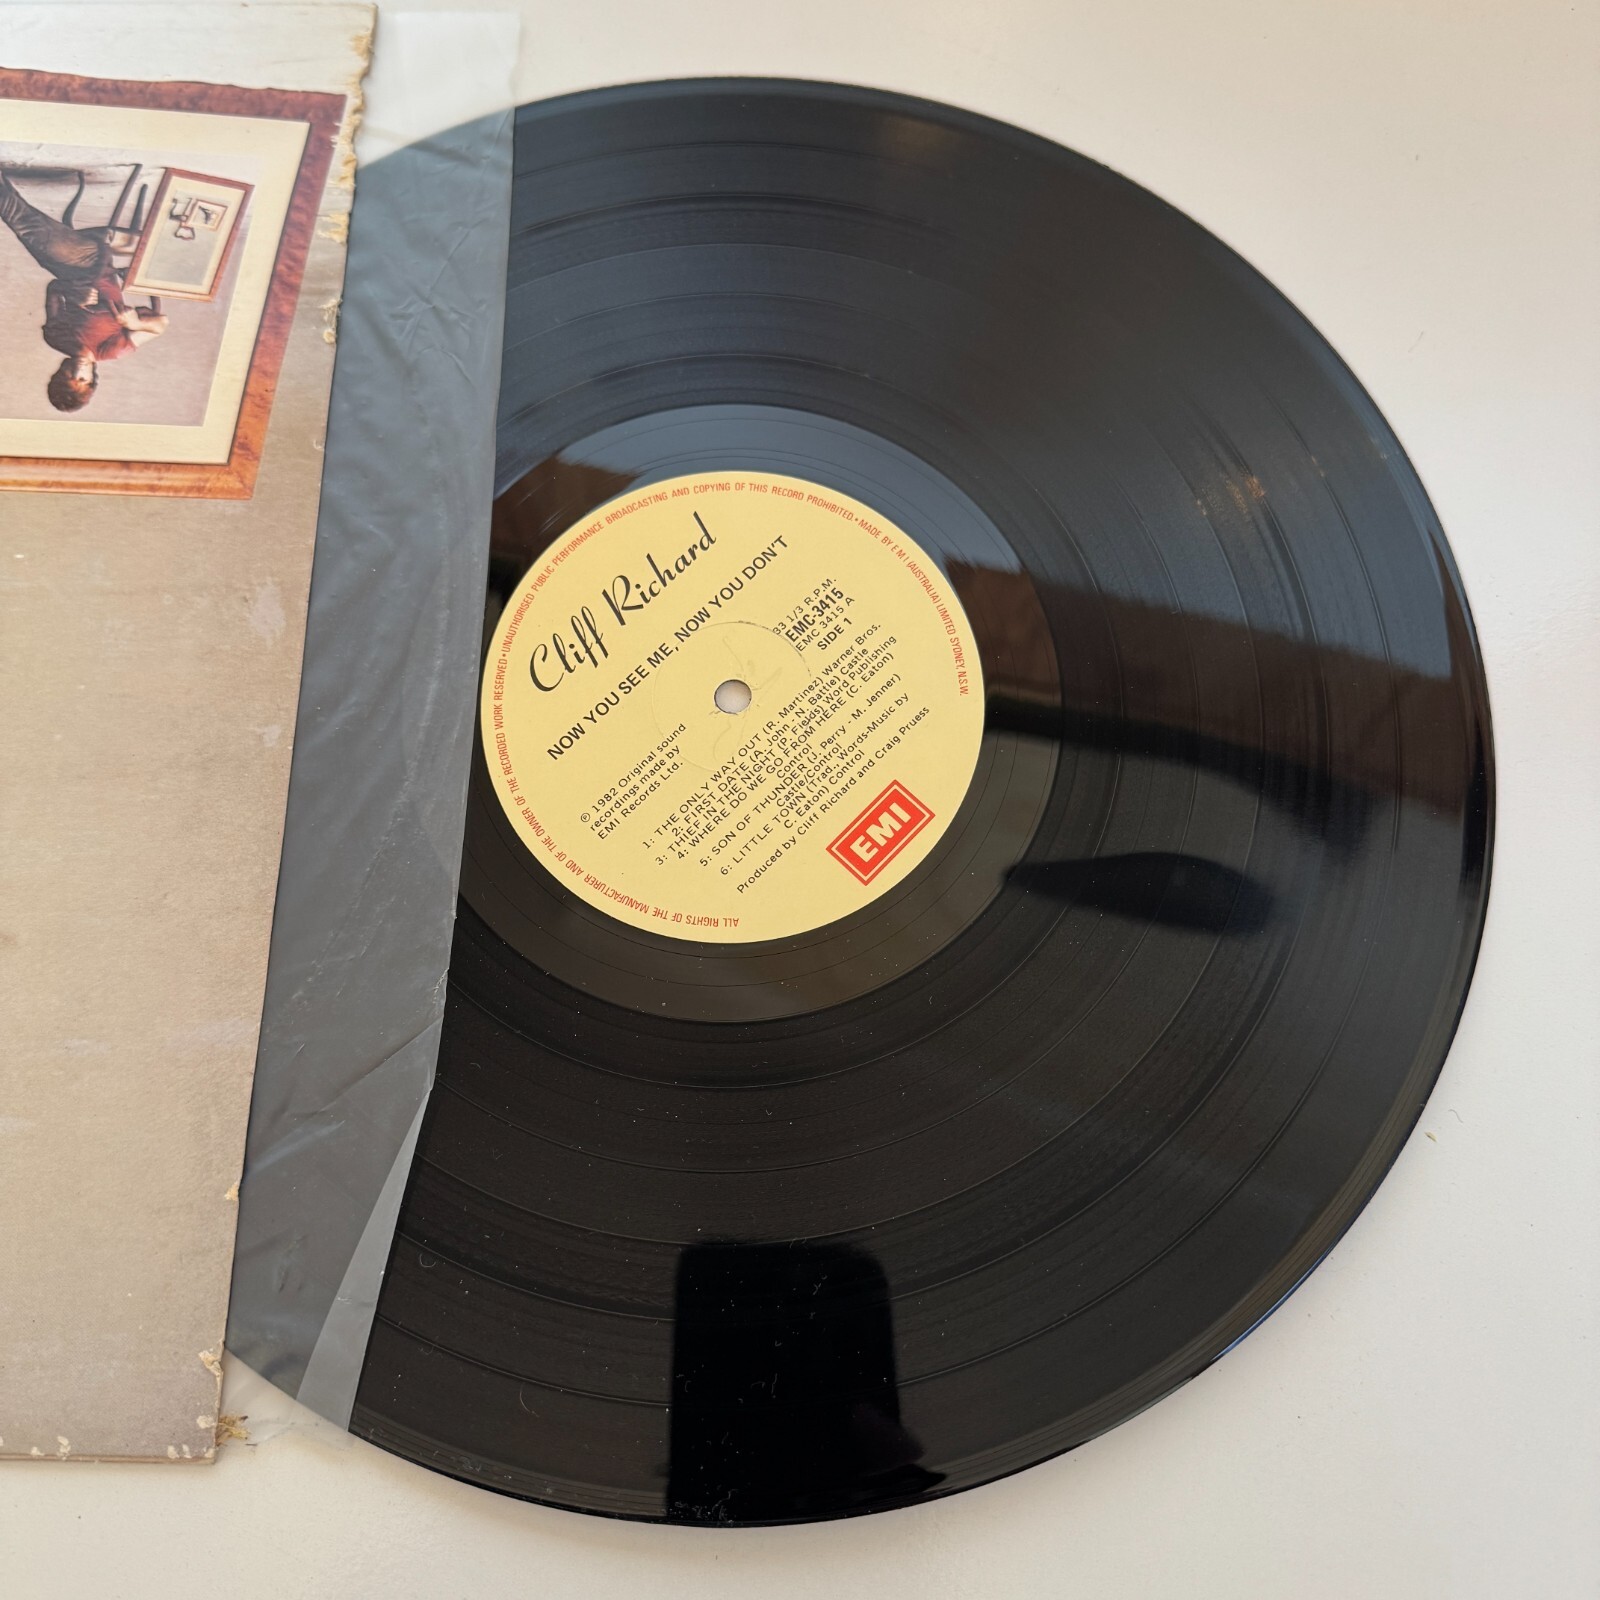 UNAUTHORISED PUBLIC PERFORMANCE BROADCASTING AND COPYING OF THIS RECORD PROHIBITED. • MADE BY E.M.I (AUSTRALIA) LIMITED SYDNEY, N.S.W.
ALL RIGHTS OF THE MANUFACTURER AND OF THE OWNER OF THE RECORDED WORK RESERVED •
Cliff Richard
NOW YOU SEE ME, NOW YOU DON'T
33 1/3 R.P.M.
EMC-3415
EMC 3415 A
SIDE 1
℗ 1982 Original sound
recordings made by
EMI Records Ltd.
1: THE ONLY WAY OUT (R. Martinez) Warner Bros.
2: FIRST DATE (A. John - N. Battle) Castle
3: THIEF IN THE NIGHT (P. Fields) Word Publishing
4: WHERE DO WE GO FROM HERE (C. Eaton)
Control
5: SON OF THUNDER (J. Perry - M. Jenner)
Castle/Control
6: LITTLE TOWN (Trad., Words-Music by
C. Eaton) Control
Produced by Cliff Richard and Craig Pruess
EMI